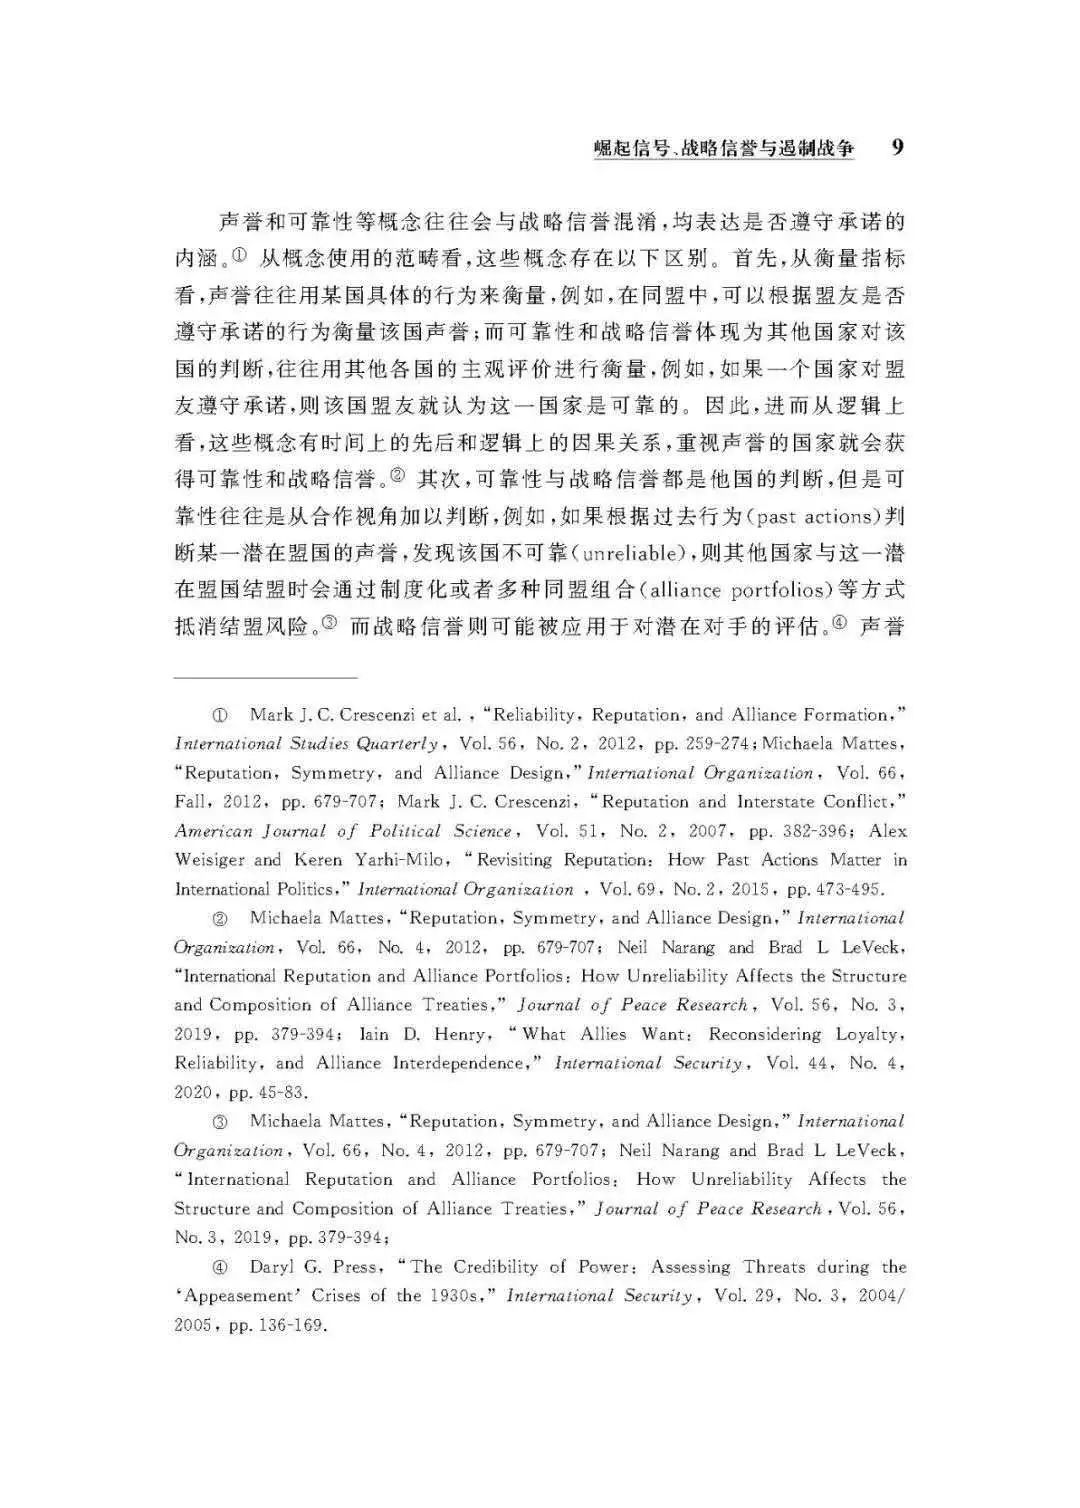 崛起信号、战略信誉与遏制战争 9
声誉和可靠性等概念往往会与战略信誉混淆,均表达是否遵守承诺的
内涵。① 从概念使用的范畴看,这些概念存在以下区别。首先,从衡量指标
看,声誉往往用某国具体的行为来衡量,例如,在同盟中,可以根据盟友是否
遵守承诺的行为衡量该国声誉;而可靠性和战略信誉体现为其他国家对该
国的判断,往往用其他各国的主观评价进行衡量,例如,如果一个国家对盟
友遵守承诺,则该国盟友就认为这一国家是可靠的。因此,进而从逻辑上
看,这些概念有时间上的先后和逻辑上的因果关系,重视声誉的国家就会获
得可靠性和战略信誉。② 其次,可靠性与战略信誉都是他国的判断,但是可
靠性往往是从合作视角加以判断,例如,如果根据过去行为(past actions)判
断某一潜在盟国的声誉,发现该国不可靠(unreliable),则其他国家与这一潜
在盟国结盟时会通过制度化或者多种同盟组合(alliance portfolios)等方式
抵消结盟风险。③ 而战略信誉则可能被应用于对潜在对手的评估。④ 声誉
① Mark J. C. Crescenzi et al. , “Reliability, Reputation, and Alliance Formation,”
International Studies Quarterly, Vol. 56, No. 2, 2012, pp. 259-274; Michaela Mattes,
“Reputation, Symmetry, and Alliance Design,” International Organization, Vol. 66,
Fall, 2012, pp. 679-707; Mark J. C. Crescenzi, “Reputation and Interstate Conflict,”
American Journal of Political Science, Vol. 51, No. 2, 2007, pp. 382-396; Alex
Weisiger and Keren Yarhi-Milo, “Revisiting Reputation: How Past Actions Matter in
International Politics,” International Organization , Vol. 69, No. 2, 2015, pp. 473-495.
② Michaela Mattes, “Reputation, Symmetry, and Alliance Design,” International
Organization, Vol. 66, No. 4, 2012, pp. 679-707; Neil Narang and Brad L LeVeck,
“International Reputation and Alliance Portfolios: How Unreliability Affects the Structure
and Composition of Alliance Treaties,” Journal of Peace Research, Vol. 56, No. 3,
2019, pp. 379-394; Iain D. Henry, “What Allies Want: Reconsidering Loyalty,
Reliability, and Alliance Interdependence,” International Security, Vol. 44, No. 4,
2020, pp. 45-83.
③ Michaela Mattes, “Reputation, Symmetry, and Alliance Design,” International
Organization, Vol. 66, No. 4, 2012, pp. 679-707; Neil Narang and Brad L LeVeck,
“International Reputation and Alliance Portfolios: How Unreliability Affects the
Structure and Composition of Alliance Treaties,” Journal of Peace Research, Vol. 56,
No. 3, 2019, pp. 379-394;
④ Daryl G. Press, “The Credibility of Power: Assessing Threats during the
‘Appeasement’ Crises of the 1930s,” International Security, Vol. 29, No. 3, 2004/
2005, pp. 136-169.